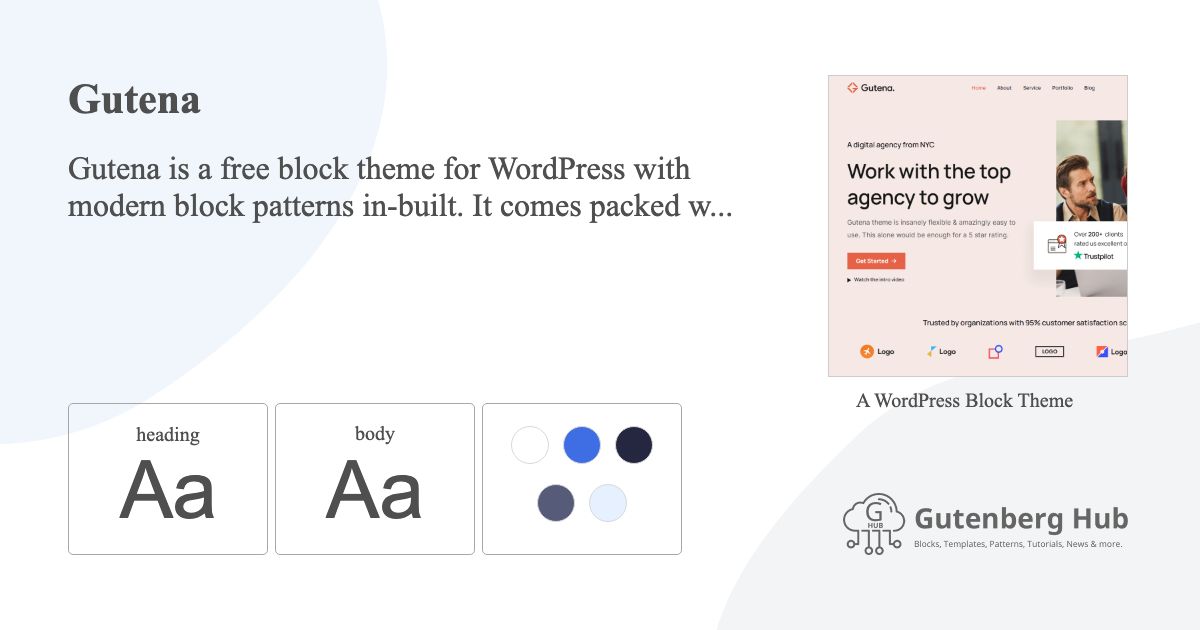 Gutena
Gutena is a free block theme for WordPress with
modern block patterns in-built. It comes packed w...
heading
Aa
body
Aa
Gutena.
Home About Service Portfolio Blog
A digital agency from NYC
Work with the top
agency to grow
Gutena theme is insanely flexible & amazingly easy to
use. This alone would be enough for a 5 star rating.
Get Started →
Watch the intro video
Over 200+ clients
rated us excellent o
Trustpilot
Trusted by organizations with 95% customer satisfaction sc
Logo
Logo
LOGO
Logo
A WordPress Block Theme
G
HUB
Gutenberg Hub
Blocks, Templates, Patterns, Tutorials, News & more.